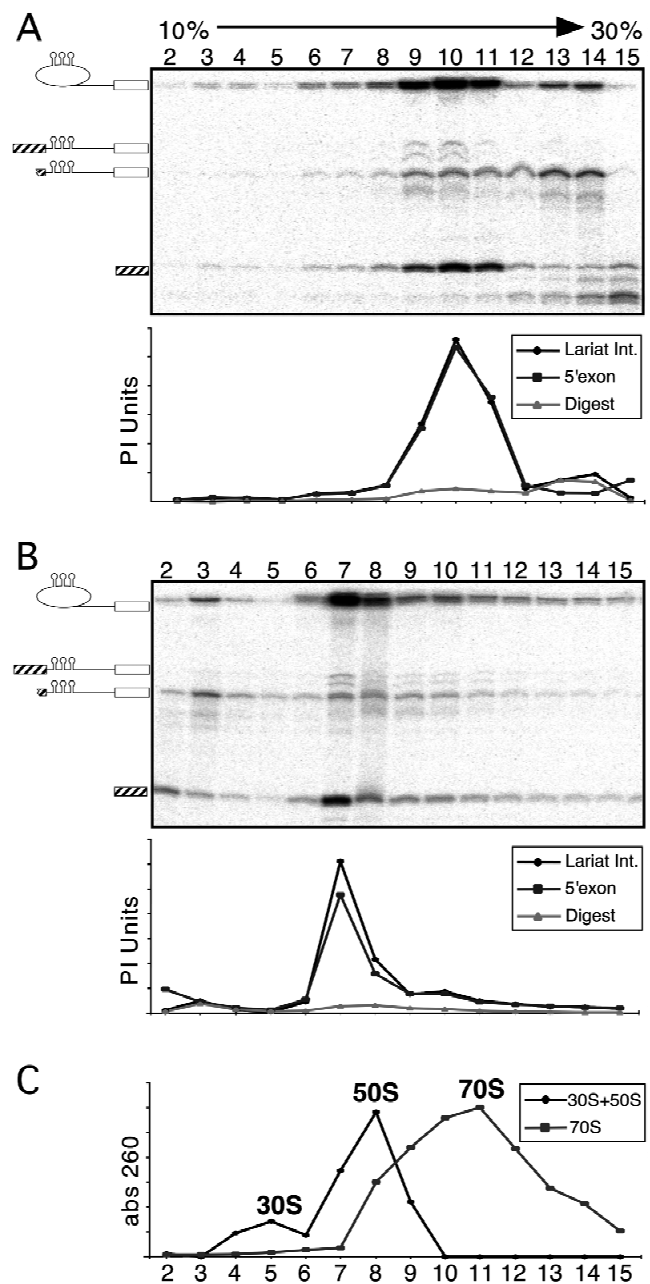 A
10% 30%
2 3 4 5 6 7 8 9 10 11 12 13 14 15
PI Units
Lariat Int.
5'exon
Digest
B
2 3 4 5 6 7 8 9 10 11 12 13 14 15
PI Units
Lariat Int.
5'exon
Digest
C
abs 260
30S
50S
70S
30S+50S
70S
2 3 4 5 6 7 8 9 10 11 12 13 14 15